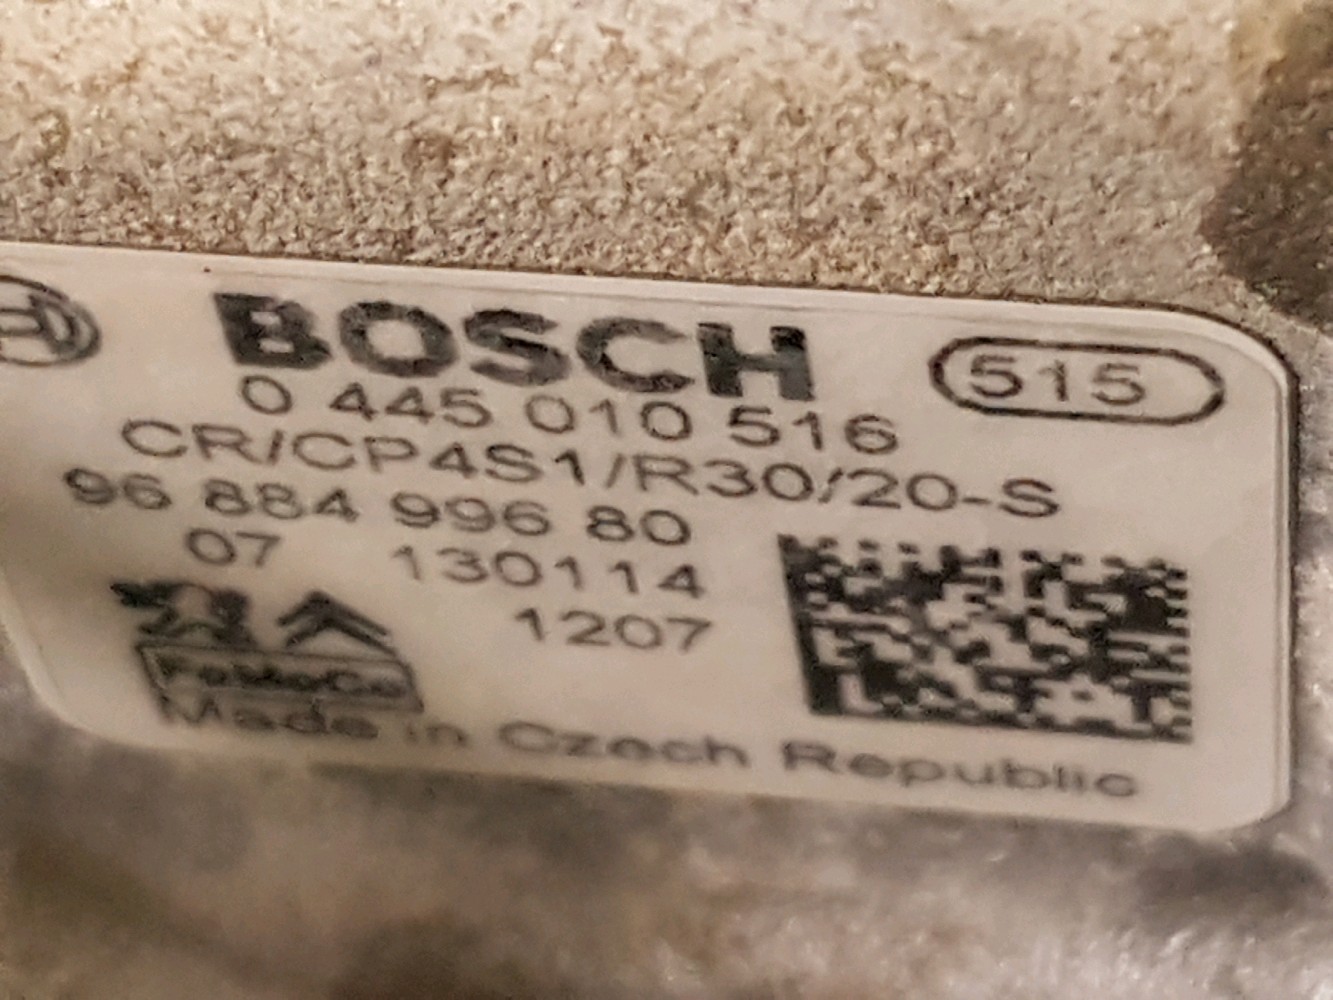 BOSCH
515
0 445 010 516
CR/CP4S1/R30/20-S
96 884 996 80
07 130114
1207
FoMoCo
Made in Czech Republic